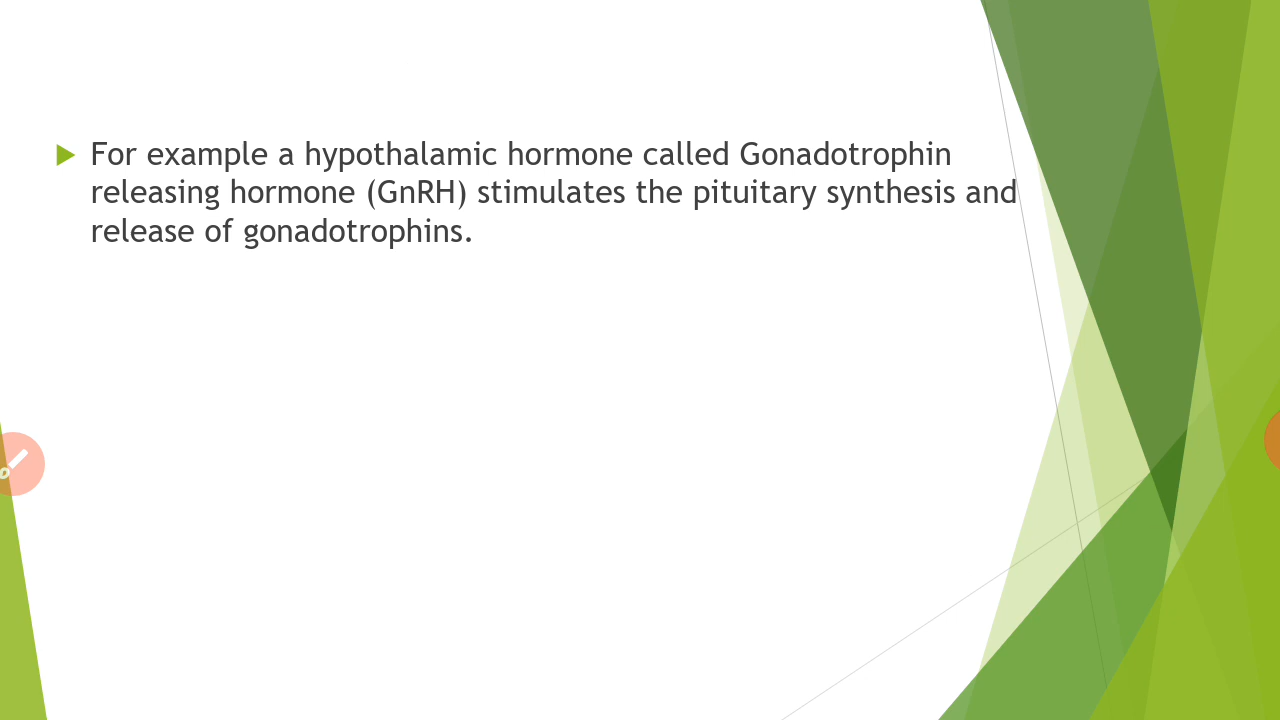 For example a hypothalamic hormone called Gonadotrophin
releasing hormone (GnRH) stimulates the pituitary synthesis and
release of gonadotrophins.